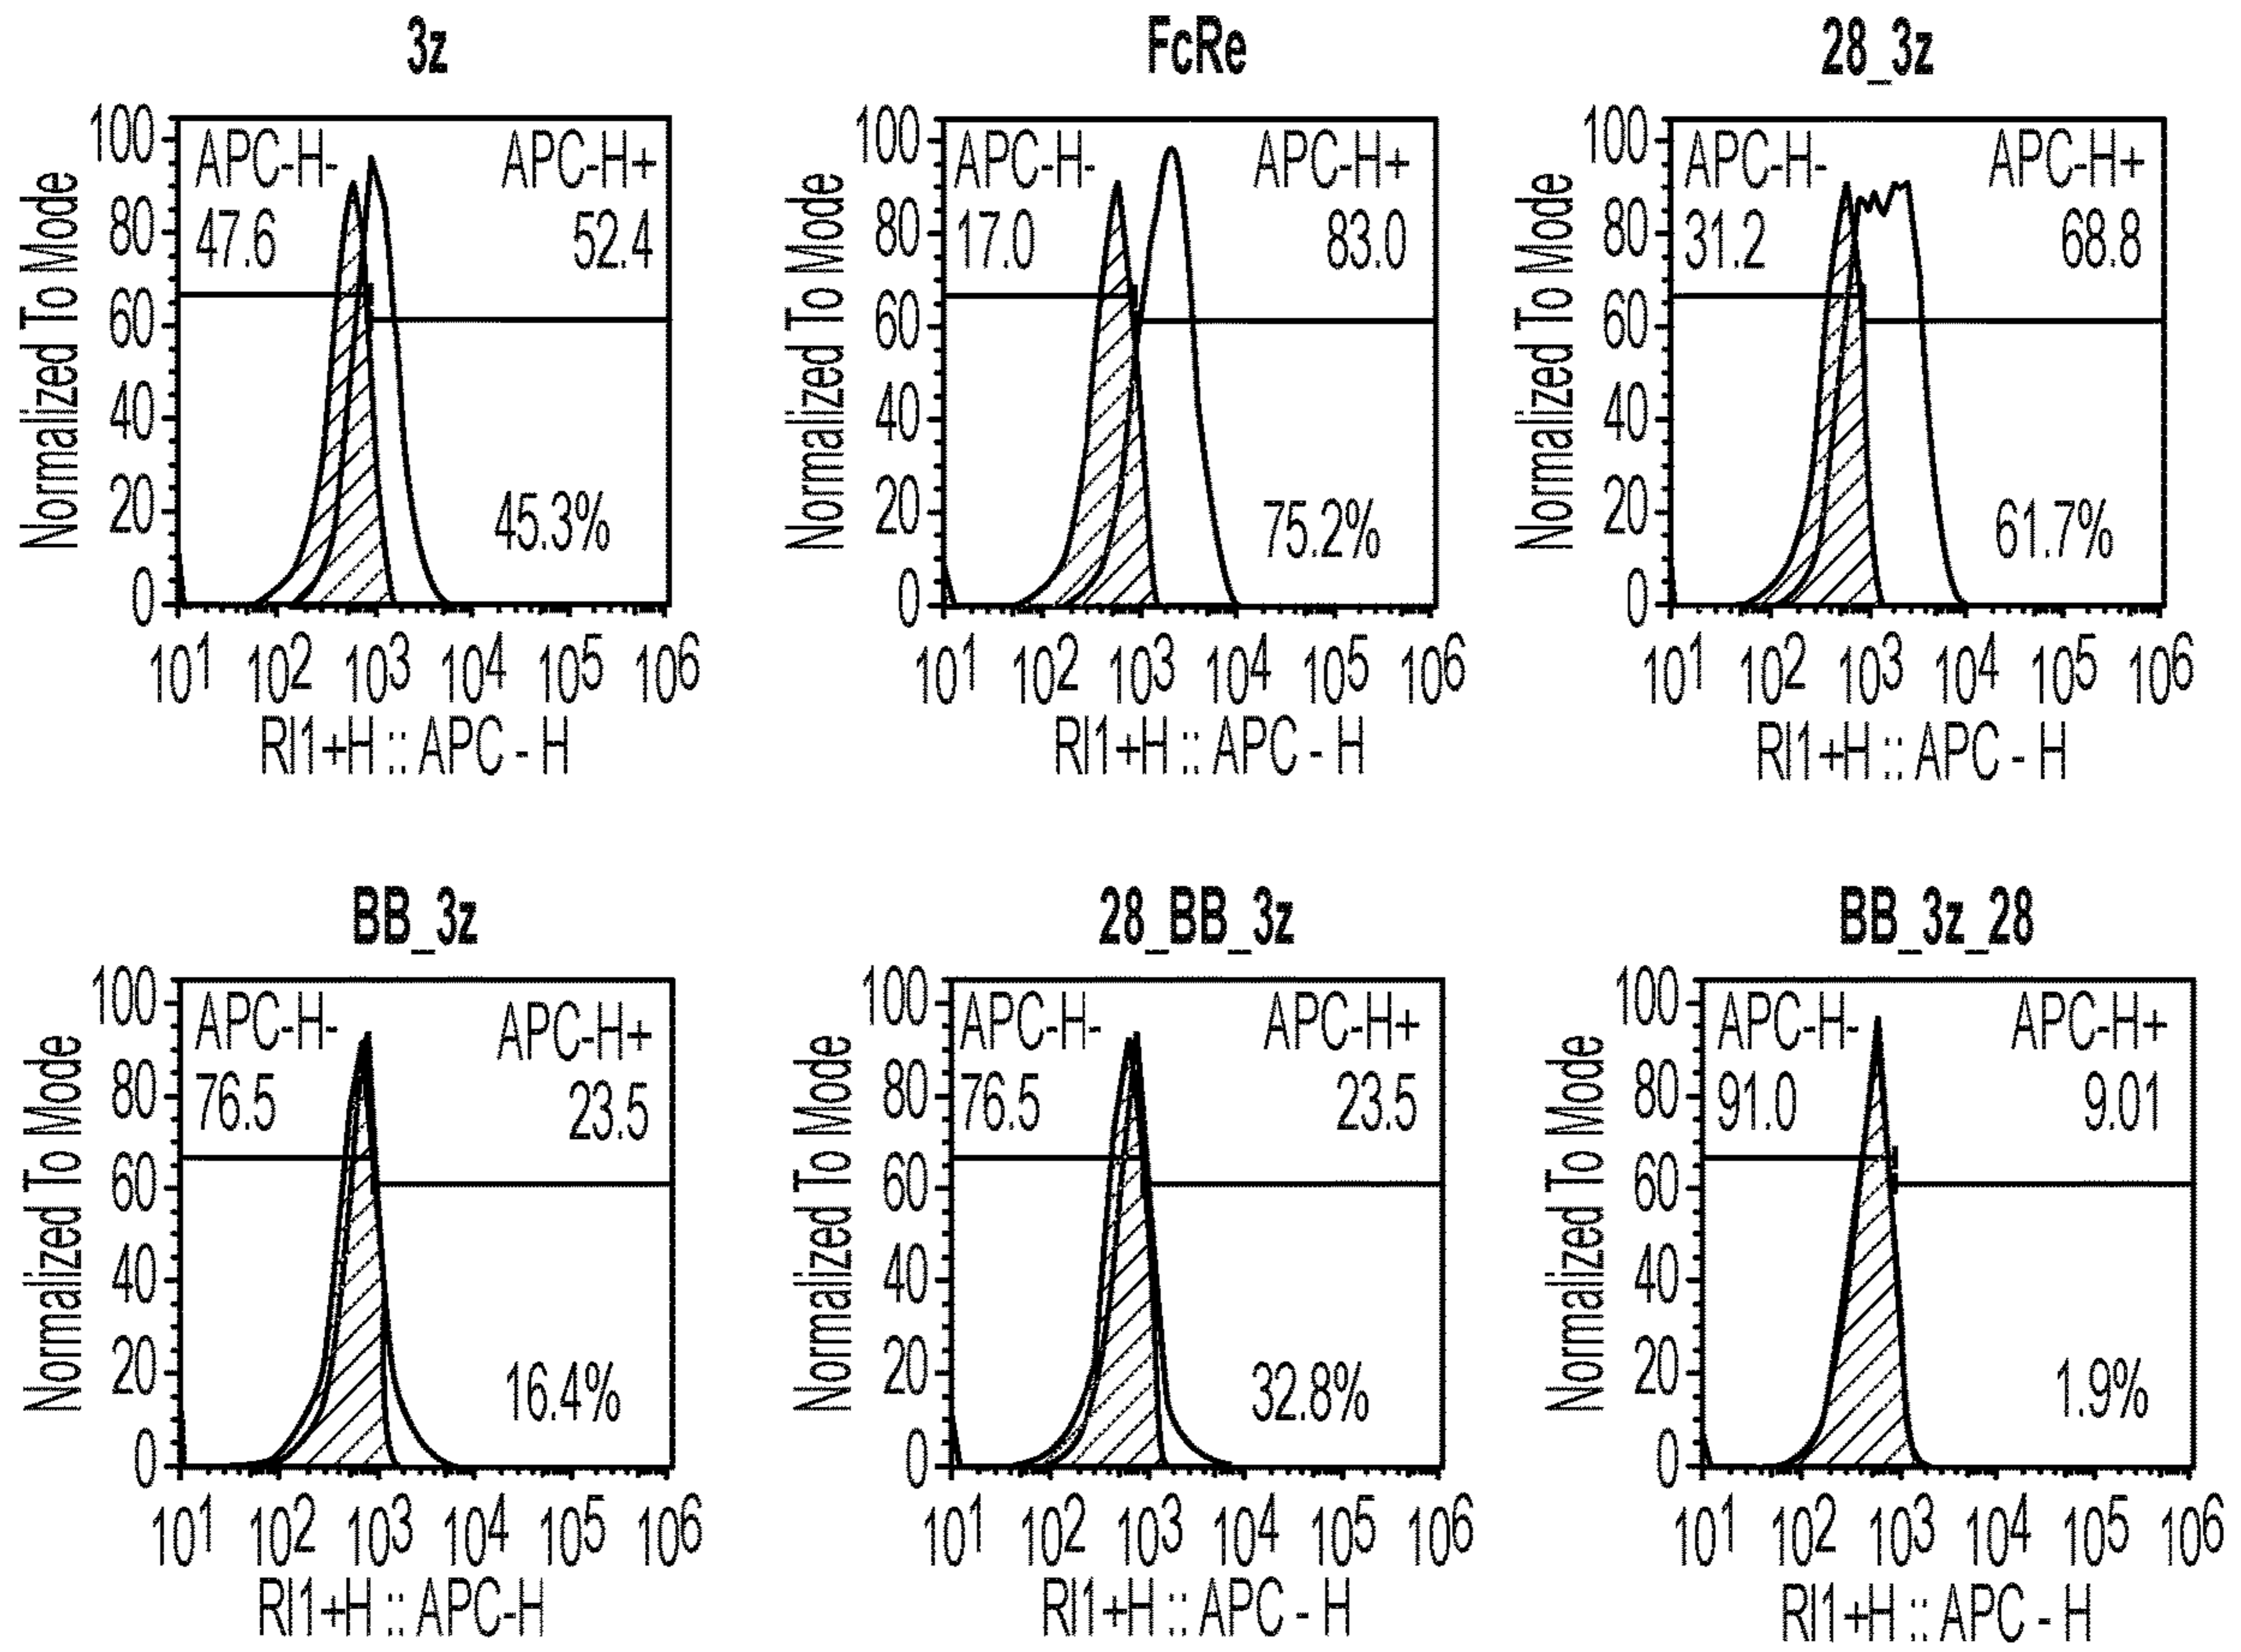 3z
100
80
60
40
20
0
Normalized To Mode
APC-H-
47.6
APC-H+
52.4
45.3%
10¹ 10² 10³ 10⁴ 10⁵ 10⁶
RI1+H :: APC - H
FcRe
100
80
60
40
20
0
Normalized To Mode
APC-H-
17.0
APC-H+
83.0
75.2%
10¹ 10² 10³ 10⁴ 10⁵ 10⁶
RI1+H :: APC - H
28_3z
100
80
60
40
20
0
Normalized To Mode
APC-H-
31.2
APC-H+
68.8
61.7%
10¹ 10² 10³ 10⁴ 10⁵ 10⁶
RI1+H :: APC - H
BB_3z
100
80
60
40
20
0
Normalized To Mode
APC-H-
76.5
APC-H+
23.5
16.4%
10¹ 10² 10³ 10⁴ 10⁵ 10⁶
RI1+H :: APC-H
28_BB_3z
100
80
60
40
20
0
Normalized To Mode
APC-H-
76.5
APC-H+
23.5
32.8%
10¹ 10² 10³ 10⁴ 10⁵ 10⁶
RI1+H :: APC - H
BB_3z_28
100
80
60
40
20
0
Normalized To Mode
APC-H-
91.0
APC-H+
9.01
1.9%
10¹ 10² 10³ 10⁴ 10⁵ 10⁶
RI1+H :: APC - H